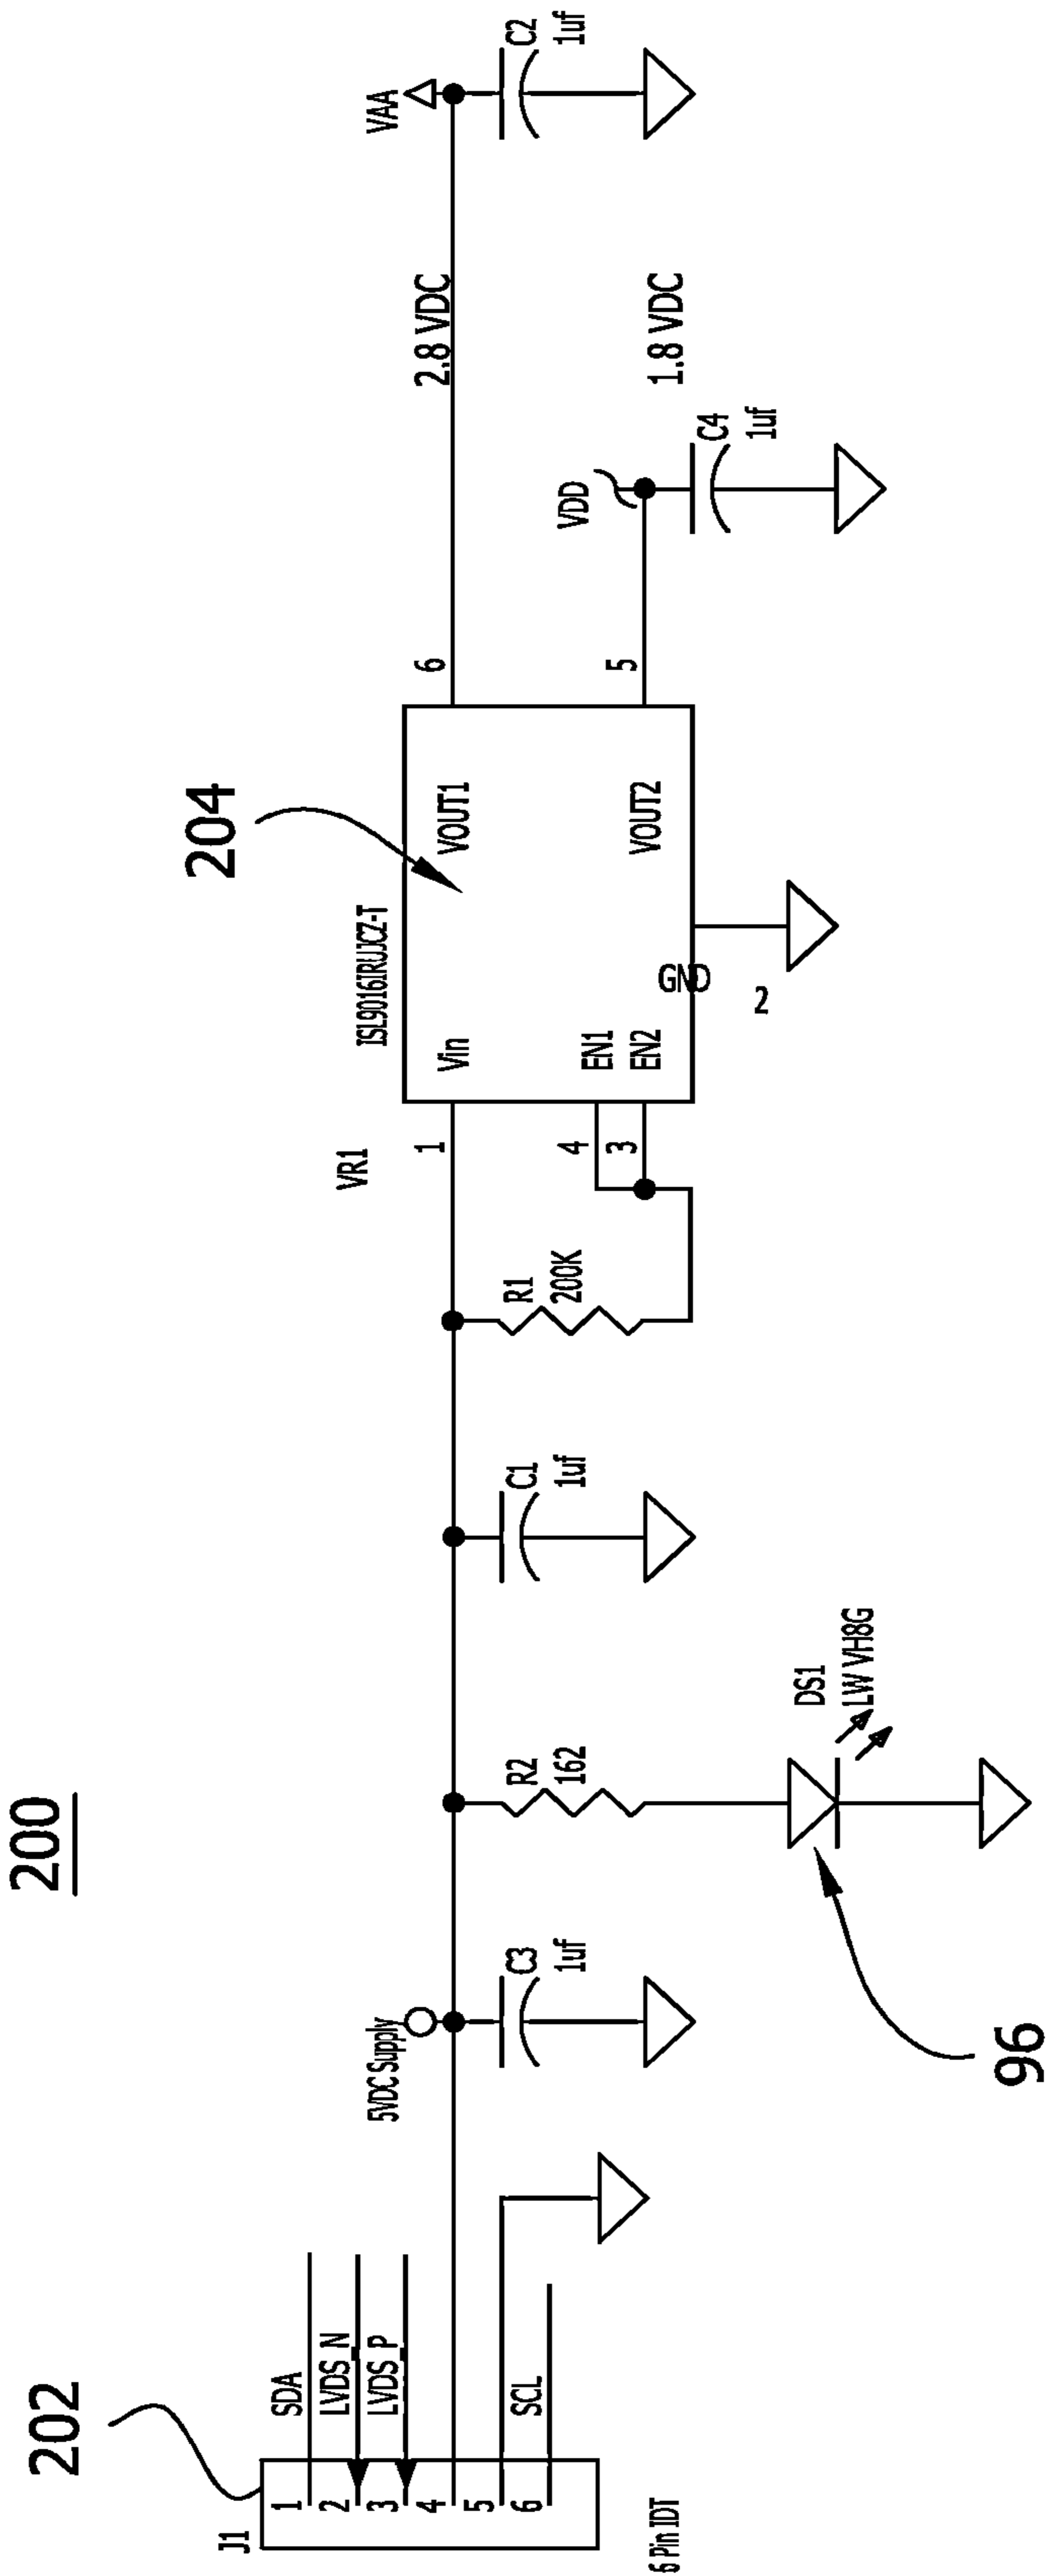 200
202
J1
1
2
3
4
5
6
SDA
LVDS_N
LVDS_P
SCL
6 Pin IDT
5VDC Supply
C3
1uf
R2
162
DS1
LW VH8G
96
C1
1uf
R1
200K
VR1
1
4
3
ISL9016IRUJCZ-T
204
Vin
EN1
EN2
GND
2
VOUT1
VOUT2
6
5
2.8 VDC
VDD
C4
1uf
1.8 VDC
VAA
C2
1uf